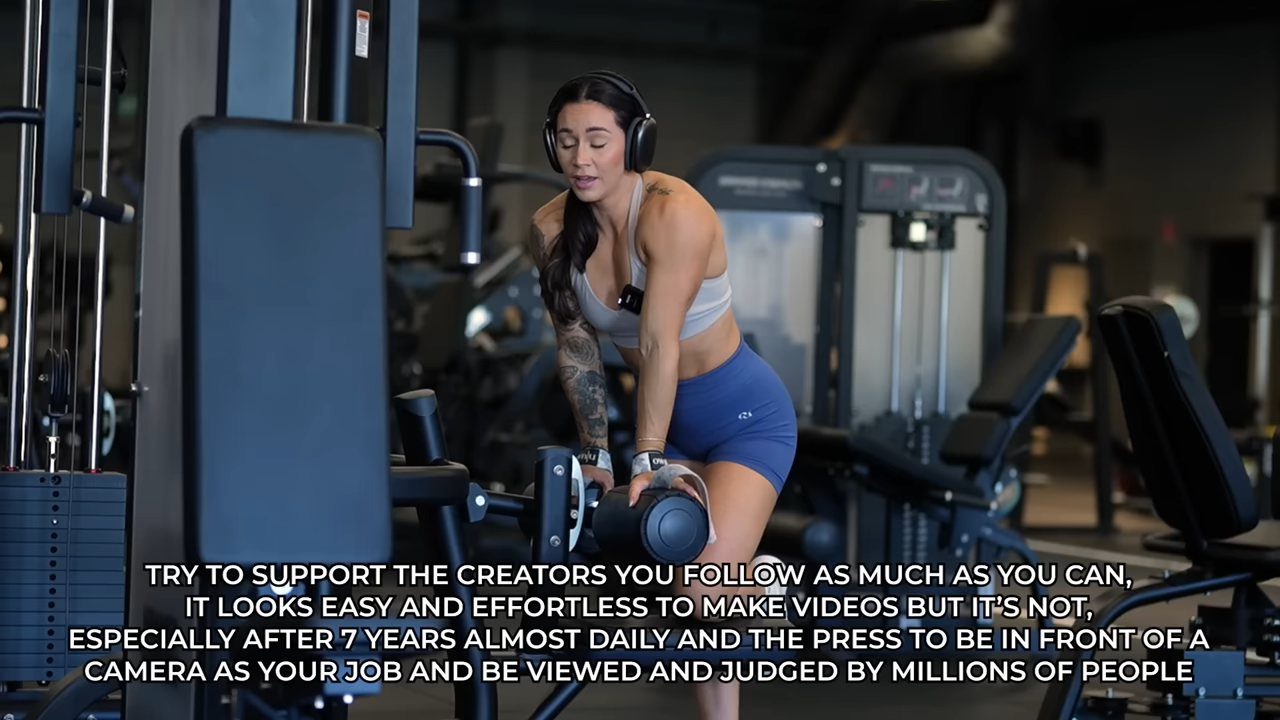 TRY TO SUPPORT THE CREATORS YOU FOLLOW AS MUCH AS YOU CAN,
IT LOOKS EASY AND EFFORTLESS TO MAKE VIDEOS BUT IT’S NOT,
ESPECIALLY AFTER 7 YEARS ALMOST DAILY AND THE PRESS TO BE IN FRONT OF A
CAMERA AS YOUR JOB AND BE VIEWED AND JUDGED BY MILLIONS OF PEOPLE